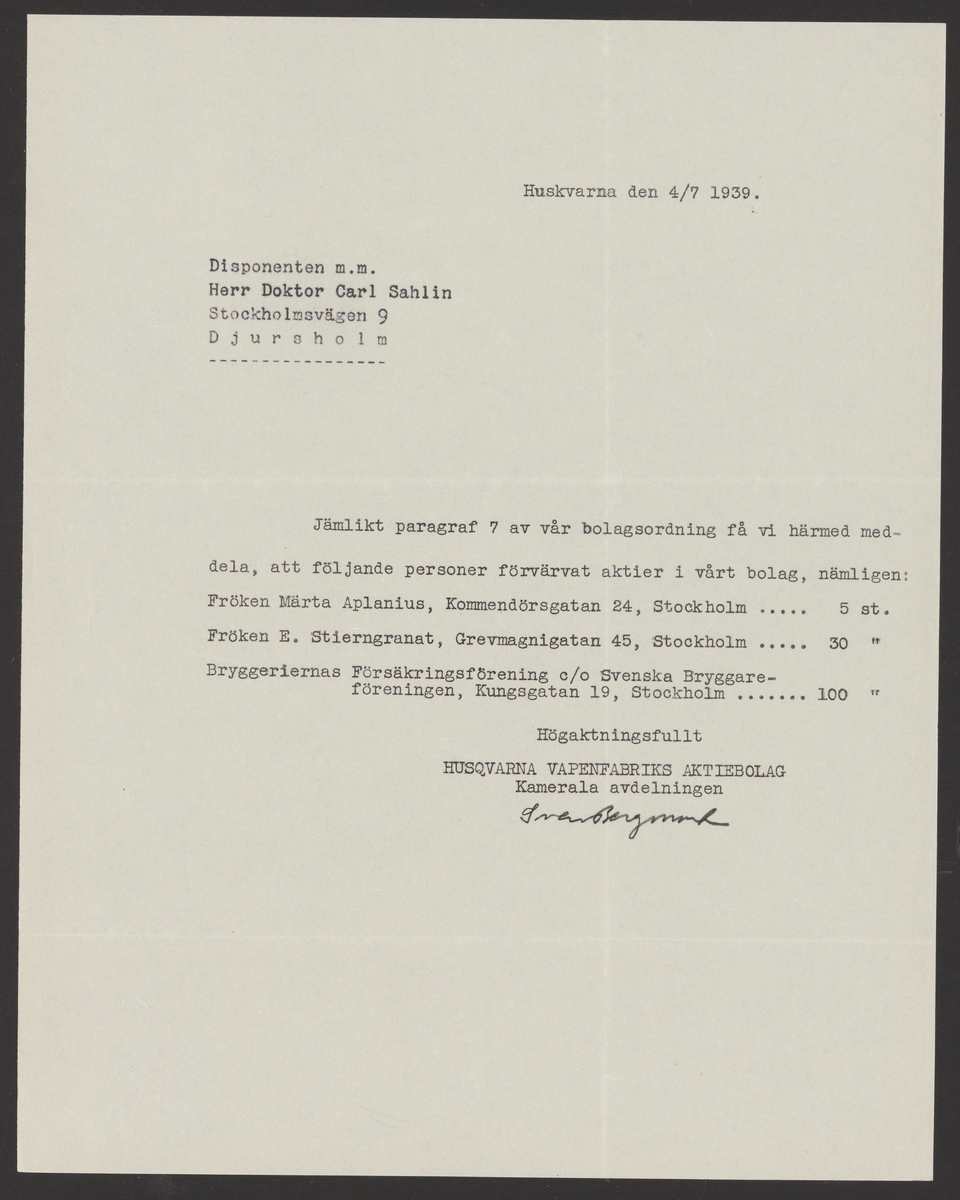 Huskvarna den 4/7 1939.
Disponenten m.m.
Herr Doktor Carl Sahlin
Stockholmsvägen 9
D j u r s h o l m
-----------------
Jämlikt paragraf 7 av vår bolagsordning få vi härmed med-
dela, att följande personer förvärvat aktier i vårt bolag, nämligen:
Fröken Märta Aplanius, Kommendörsgatan 24, Stockholm ..... 5 st.
Fröken E. Stierngranat, Grevmagnigatan 45, Stockholm ..... 30 "
Bryggeriernas Försäkringsförening c/o Svenska Bryggare-
föreningen, Kungsgatan 19, Stockholm ....... 100 "
Högaktningsfullt
HUSQVARNA VAPENFABRIKS AKTIEBOLAG
Kamerala avdelningen
Sven Bergmark